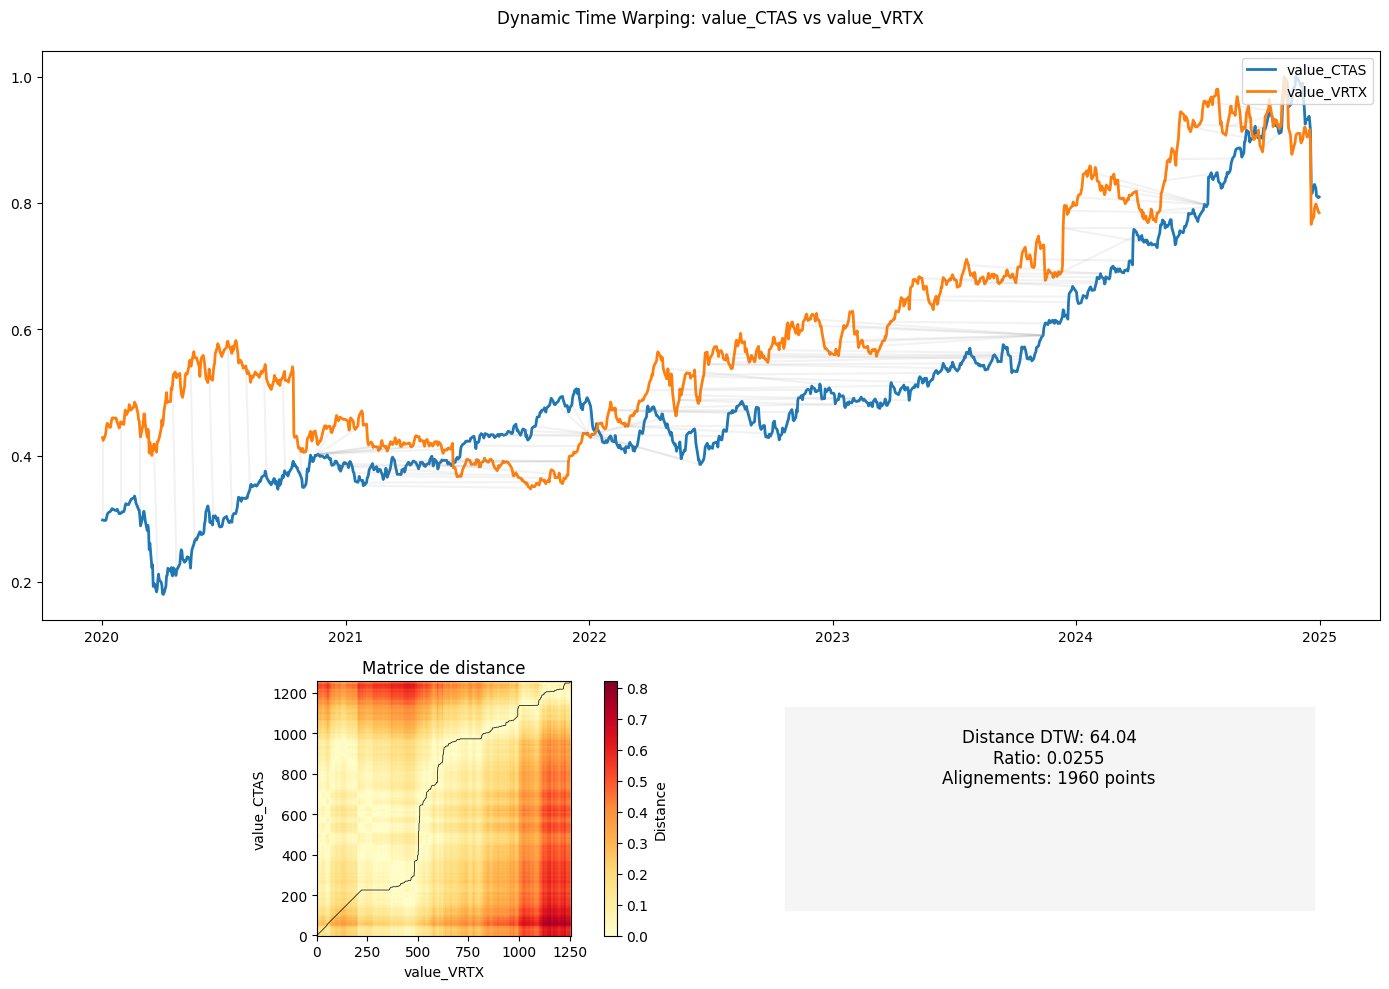 Dynamic Time Warping: value_CTAS vs value_VRTX
value_CTAS
value_VRTX
1.0
0.8
0.6
0.4
0.2
2020 2021 2022 2023 2024 2025
Matrice de distance
value_CTAS
1200
1000
800
600
400
200
0
0 250 500 750 1000 1250
value_VRTX
0.8
0.7
0.6
0.5
0.4
0.3
0.2
0.1
0.0
Distance
Distance DTW: 64.04
Ratio: 0.0255
Alignements: 1960 points